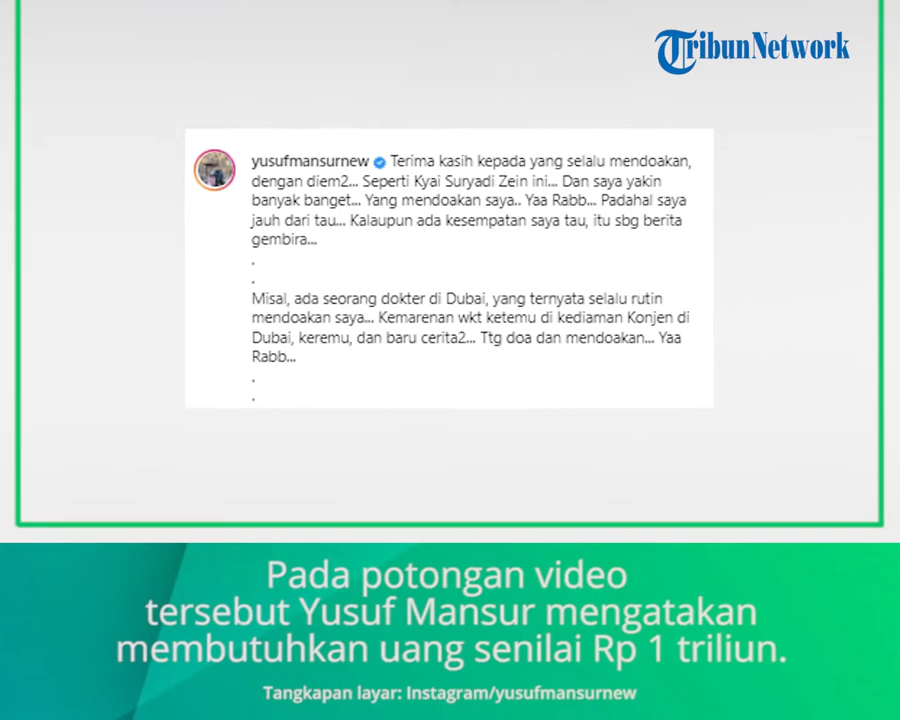 TribunNetwork
yusufmansurnew Terima kasih kepada yang selalu mendoakan,
dengan diem2... Seperti Kyai Suryadi Zein ini... Dan saya yakin
banyak banget... Yang mendoakan saya.. Yaa Rabb... Padahal saya
jauh dari tau... Kalaupun ada kesempatan saya tau, itu sbg berita
gembira...
.
.
Misal, ada seorang dokter di Dubai, yang ternyata selalu rutin
mendoakan saya... Kemarenan wkt ketemu di kediaman Konjen di
Dubai, keremu, dan baru cerita2... Ttg doa dan mendoakan... Yaa
Rabb...
.
.
Pada potongan video
tersebut Yusuf Mansur mengatakan
membutuhkan uang senilai Rp 1 triliun.
Tangkapan layar: Instagram/yusufmansurnew